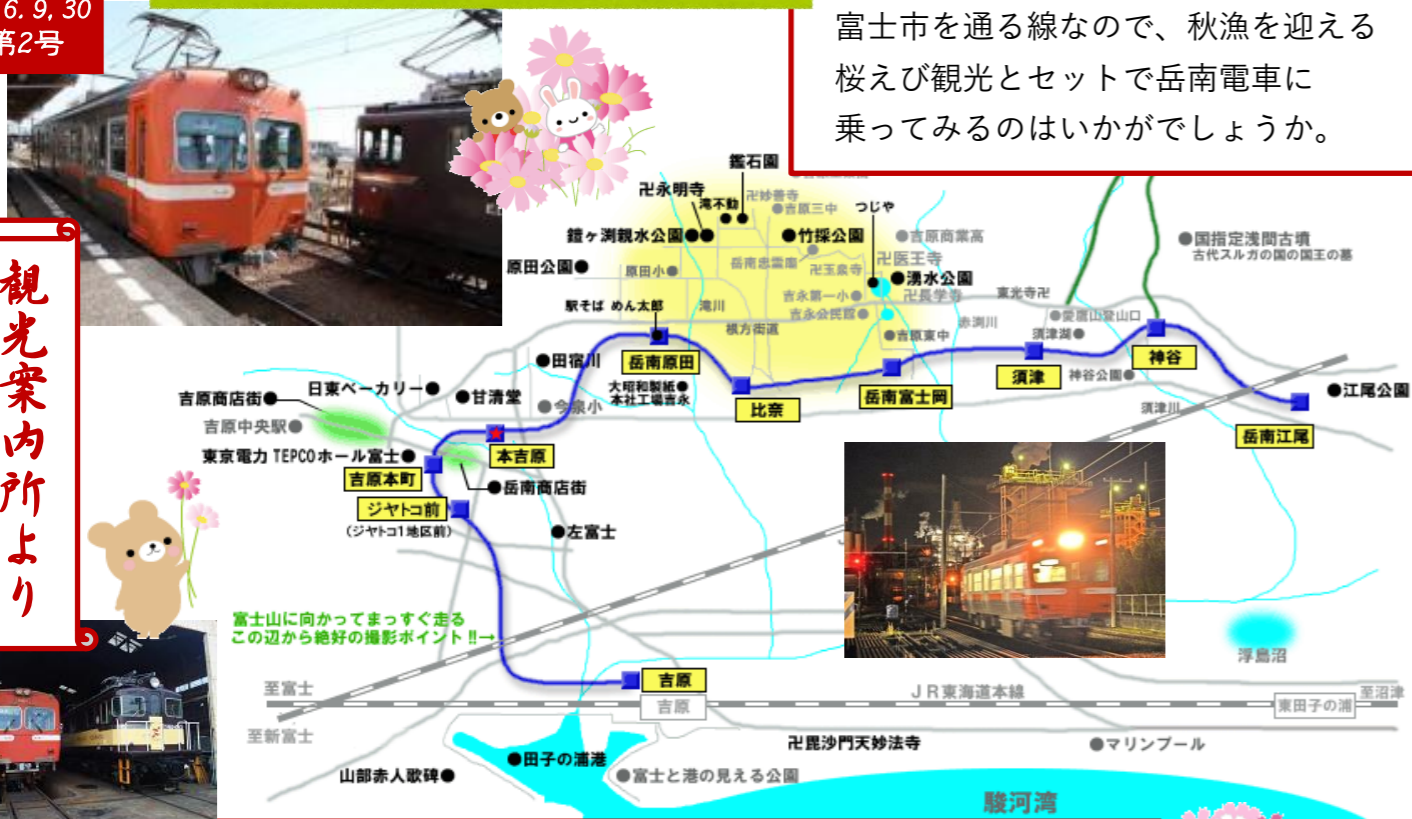 6. 9, 30
第2号
富士市を通る線なので、秋漁を迎える
桜えび観光とセットで岳南電車に
乗ってみるのはいかがでしょうか。
観光案内所より
鑑石園
卍永明寺
滝不動
卍妙善寺
●吉原三中
つじや
鎧ヶ渕親水公園●
●竹採公園
●吉原商業高
●国指定浅間古墳
古代スルガの国の国王の墓
原田公園●
原田小●
岳南忠霊廟
卍玉泉寺
卍医王寺
●湧水公園
駅そば めん太郎
滝川
吉永第一小●
卍長学寺
東光寺卍
吉永公民館●
赤渕川
●愛鷹山登山口
根方街道
●吉原東中
須津湖●
●田宿川
岳南原田
神谷
日東ベーカリー●
●甘清堂
大昭和製紙●
本社工場吉永
比奈
岳南富士岡
須津
神谷公園●
●江尾公園
吉原商店街●
●今泉小
須津川
吉原中央駅●
岳南江尾
東京電力 TEPCOホール富士●
本吉原
吉原本町
●岳南商店街
ジヤトコ前
(ジヤトコ1地区前)
●左富士
富士山に向かってまっすぐ走る
この辺から絶好の撮影ポイント!!→
浮島沼
至富士
吉原
吉原
JR東海道本線
至沼津
東田子の浦
至新富士
卍毘沙門天妙法寺
●マリンプール
●田子の浦港
山部赤人歌碑●
●富士と港の見える公園
駿河湾